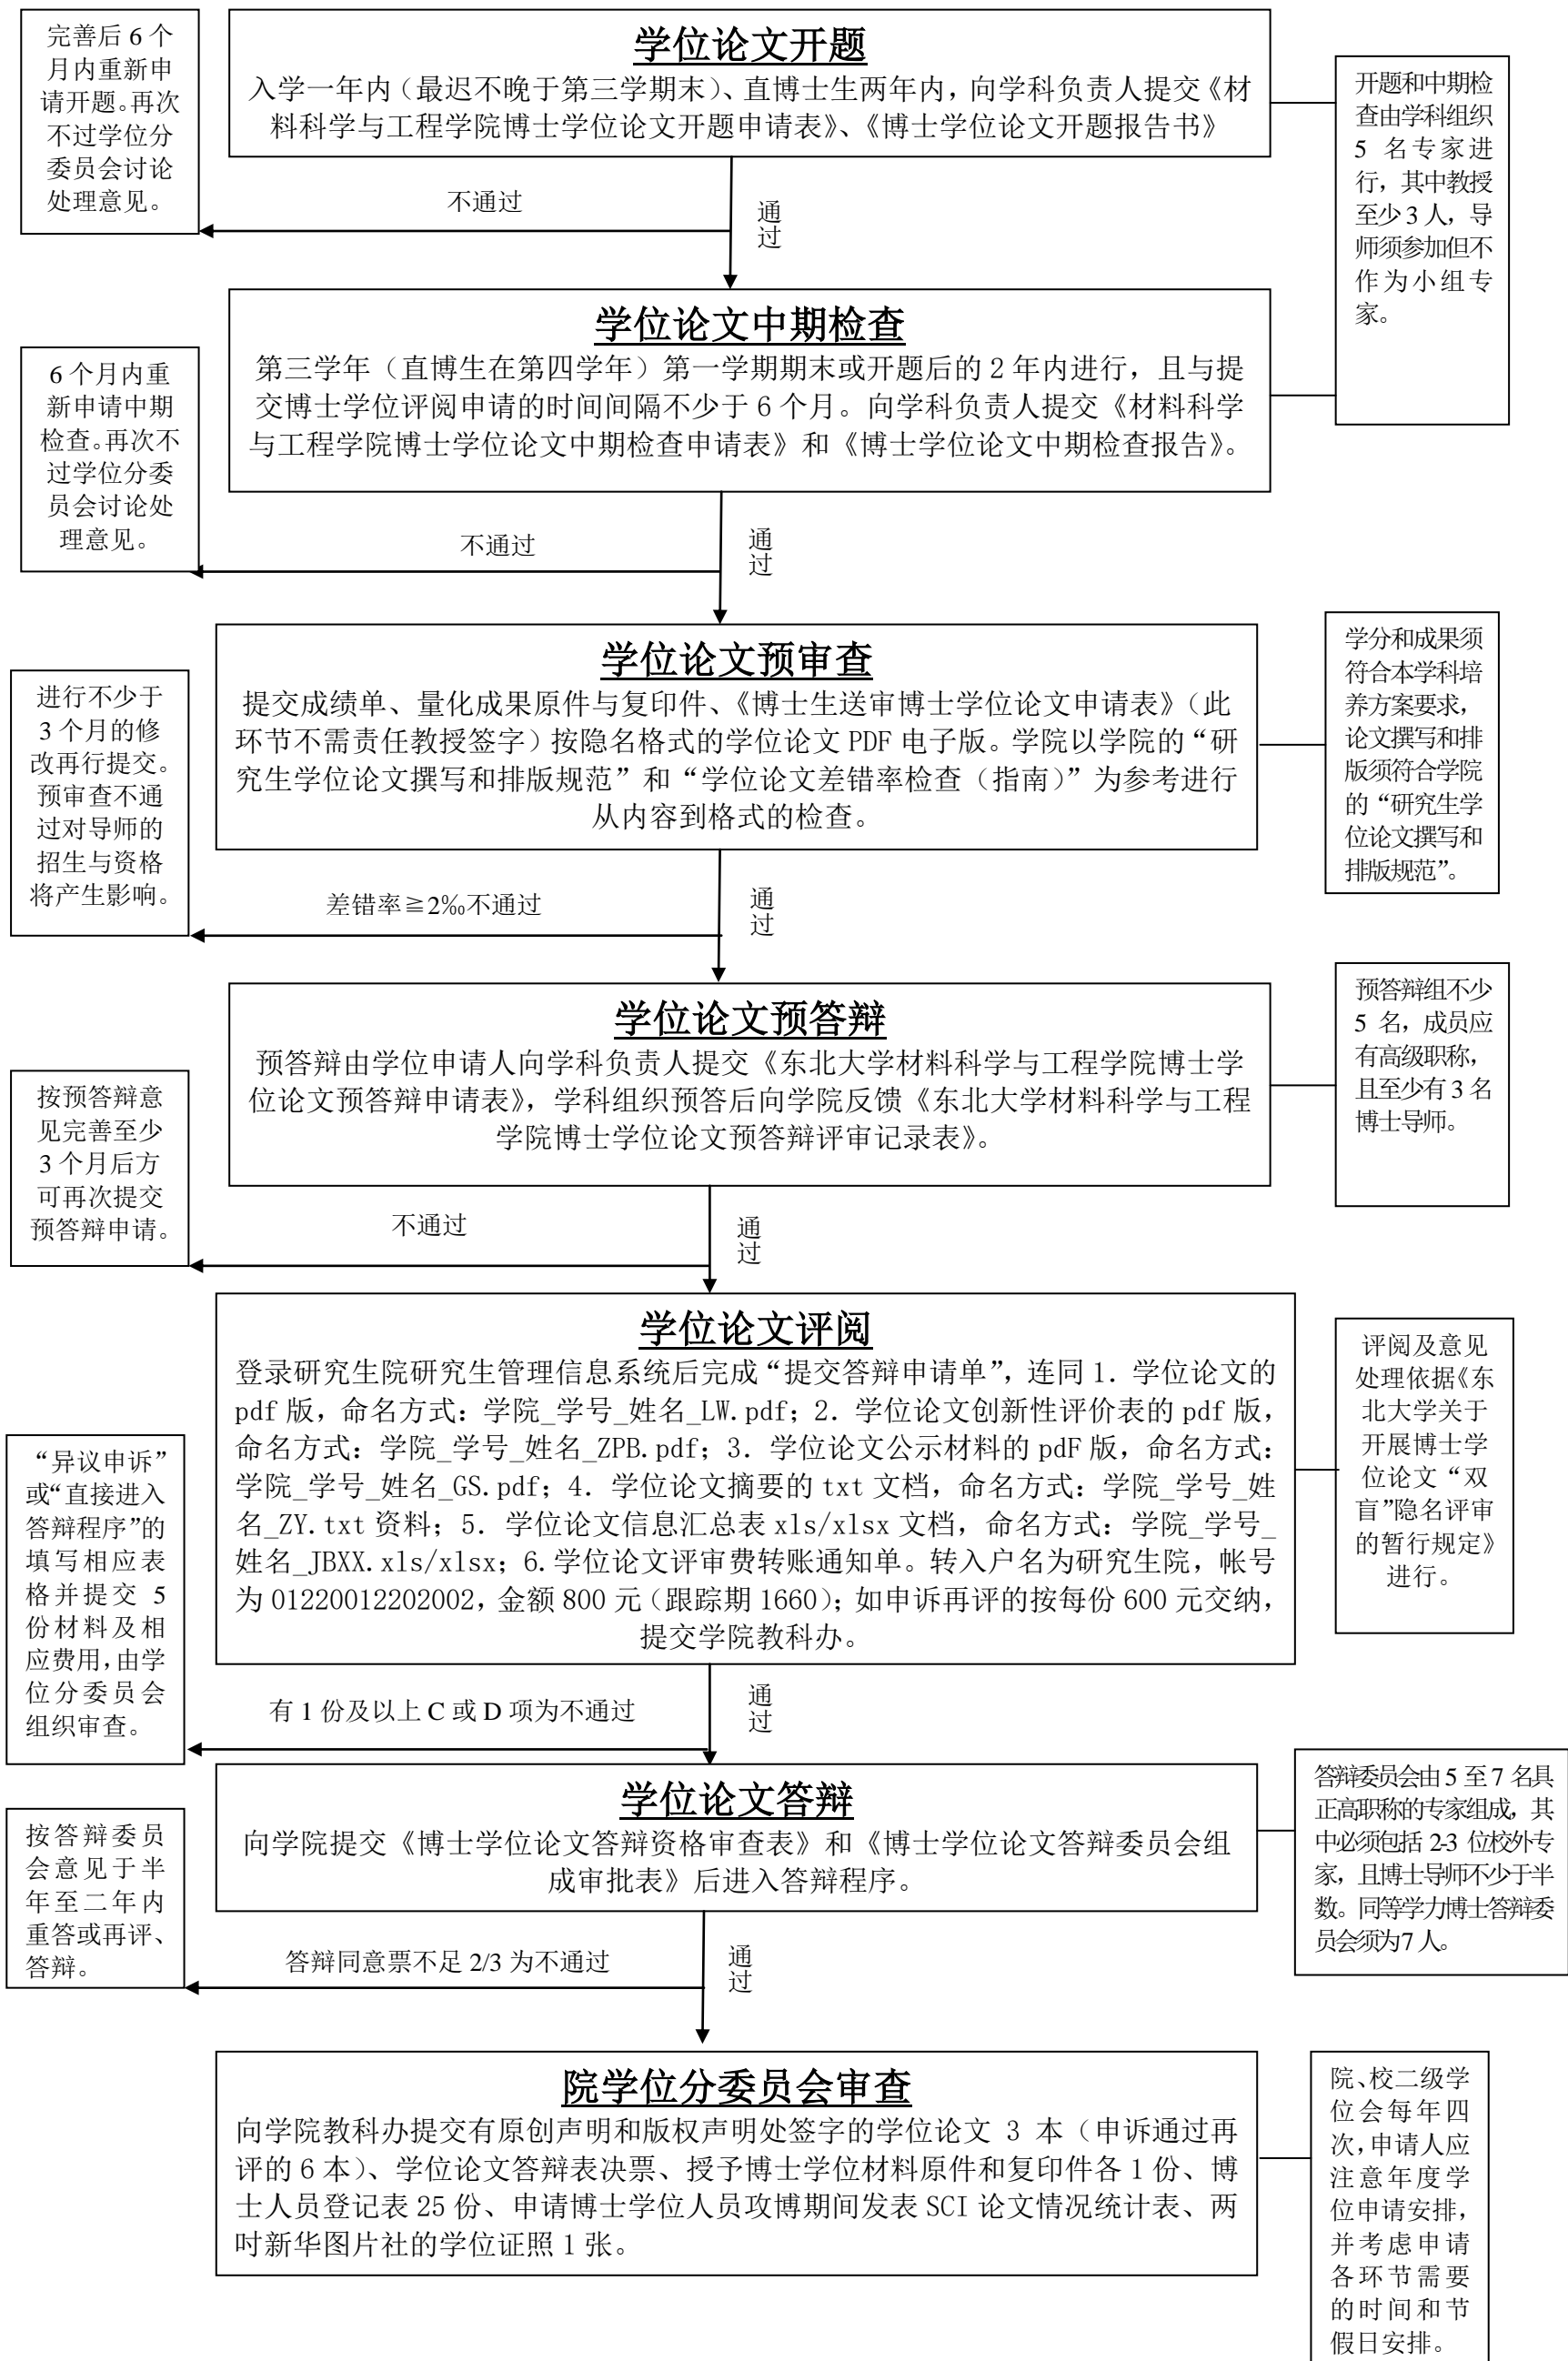 学位论文开题
入学一年内（最迟不晚于第三学期末）、直博士生两年内，向学科负责人提交《材
料科学与工程学院博士学位论文开题申请表》、《博士学位论文开题报告书》
完善后 6 个
月内重新申
请开题。再次
不过学位分
委员会讨论
处理意见。
开题和中期检
查由学科组织
5 名专家进
行，其中教授
至少 3 人，导
师须参加但不
作为小组专
家。
不通过
通
过
学位论文中期检查
第三学年（直博生在第四学年）第一学期期末或开题后的 2 年内进行，且与提
交博士学位评阅申请的时间间隔不少于 6 个月。向学科负责人提交《材料科学
与工程学院博士学位论文中期检查申请表》和《博士学位论文中期检查报告》。
6 个月内重
新申请中期
检查。再次不
过学位分委
员会讨论处
理意见。
不通过
通
过
学位论文预审查
提交成绩单、量化成果原件与复印件、《博士生送审博士学位论文申请表》（此
环节不需责任教授签字）按隐名格式的学位论文 PDF 电子版。学院以学院的“研
究生学位论文撰写和排版规范”和“学位论文差错率检查（指南）”为参考进行
从内容到格式的检查。
进行不少于
3 个月的修
改再行提交。
预审查不通
过对导师的
招生与资格
将产生影响。
学分和成果须
符合本学科培
养方案要求，
论文撰写和排
版须符合学院
的“研究生学
位论文撰写和
排版规范”。
差错率≧2‰不通过
通
过
学位论文预答辩
预答辩由学位申请人向学科负责人提交《东北大学材料科学与工程学院博士学
位论文预答辩申请表》，学科组织预答后向学院反馈《东北大学材料科学与工程
学院博士学位论文预答辩评审记录表》。
按预答辩意
见完善至少
3 个月后方
可再次提交
预答辩申请。
预答辩组不少
5 名，成员应
有高级职称，
且至少有 3 名
博士导师。
不通过
通
过
学位论文评阅
登录研究生院研究生管理信息系统后完成“提交答辩申请单”，连同 1. 学位论文的
pdf 版，命名方式：学院_学号_姓名_LW.pdf；2. 学位论文创新性评价表的 pdf 版，
命名方式：学院_学号_姓名_ZPB.pdf；3. 学位论文公示材料的 pdF 版，命名方式：
学院_学号_姓名_GS.pdf；4. 学位论文摘要的 txt 文档，命名方式：学院_学号_姓
名_ZY.txt 资料；5. 学位论文信息汇总表 xls/xlsx 文档，命名方式：学院_学号_
姓名_JBXX.xls/xlsx；6.学位论文评审费转账通知单。转入户名为研究生院，帐号
为 01220012202002，金额 800 元（跟踪期 1660）；如申诉再评的按每份 600 元交纳，
提交学院教科办。
“异议申诉”
或“直接进入
答辩程序”的
填写相应表
格并提交 5
份材料及相
应费用，由学
位分委员会
组织审查。
评阅及意见
处理依据《东
北大学关于
开展博士学
位论文“双
盲”隐名评审
的暂行规定》
进行。
有 1 份及以上 C 或 D 项为不通过
通
过
学位论文答辩
向学院提交《博士学位论文答辩资格审查表》和《博士学位论文答辩委员会组
成审批表》后进入答辩程序。
按答辩委员
会意见于半
年至二年内
重答或再评、
答辩。
答辩委员会由 5 至 7 名具
正高职称的专家组成，其
中必须包括 2-3 位校外专
家，且博士导师不少于半
数。同等学力博士答辩委
员会须为 7 人。
答辩同意票不足 2/3 为不通过
通
过
院学位分委员会审查
向学院教科办提交有原创声明和版权声明处签字的学位论文 3 本（申诉通过再
评的 6 本）、学位论文答辩表决票、授予博士学位材料原件和复印件各 1 份、博
士人员登记表 25 份、申请博士学位人员攻博期间发表 SCI 论文情况统计表、两
吋新华图片社的学位证照 1 张。
院、校二级学
位会每年四
次，申请人应
注意年度学
位申请安排，
并考虑申请
各环节需要
的时间和节
假日安排。